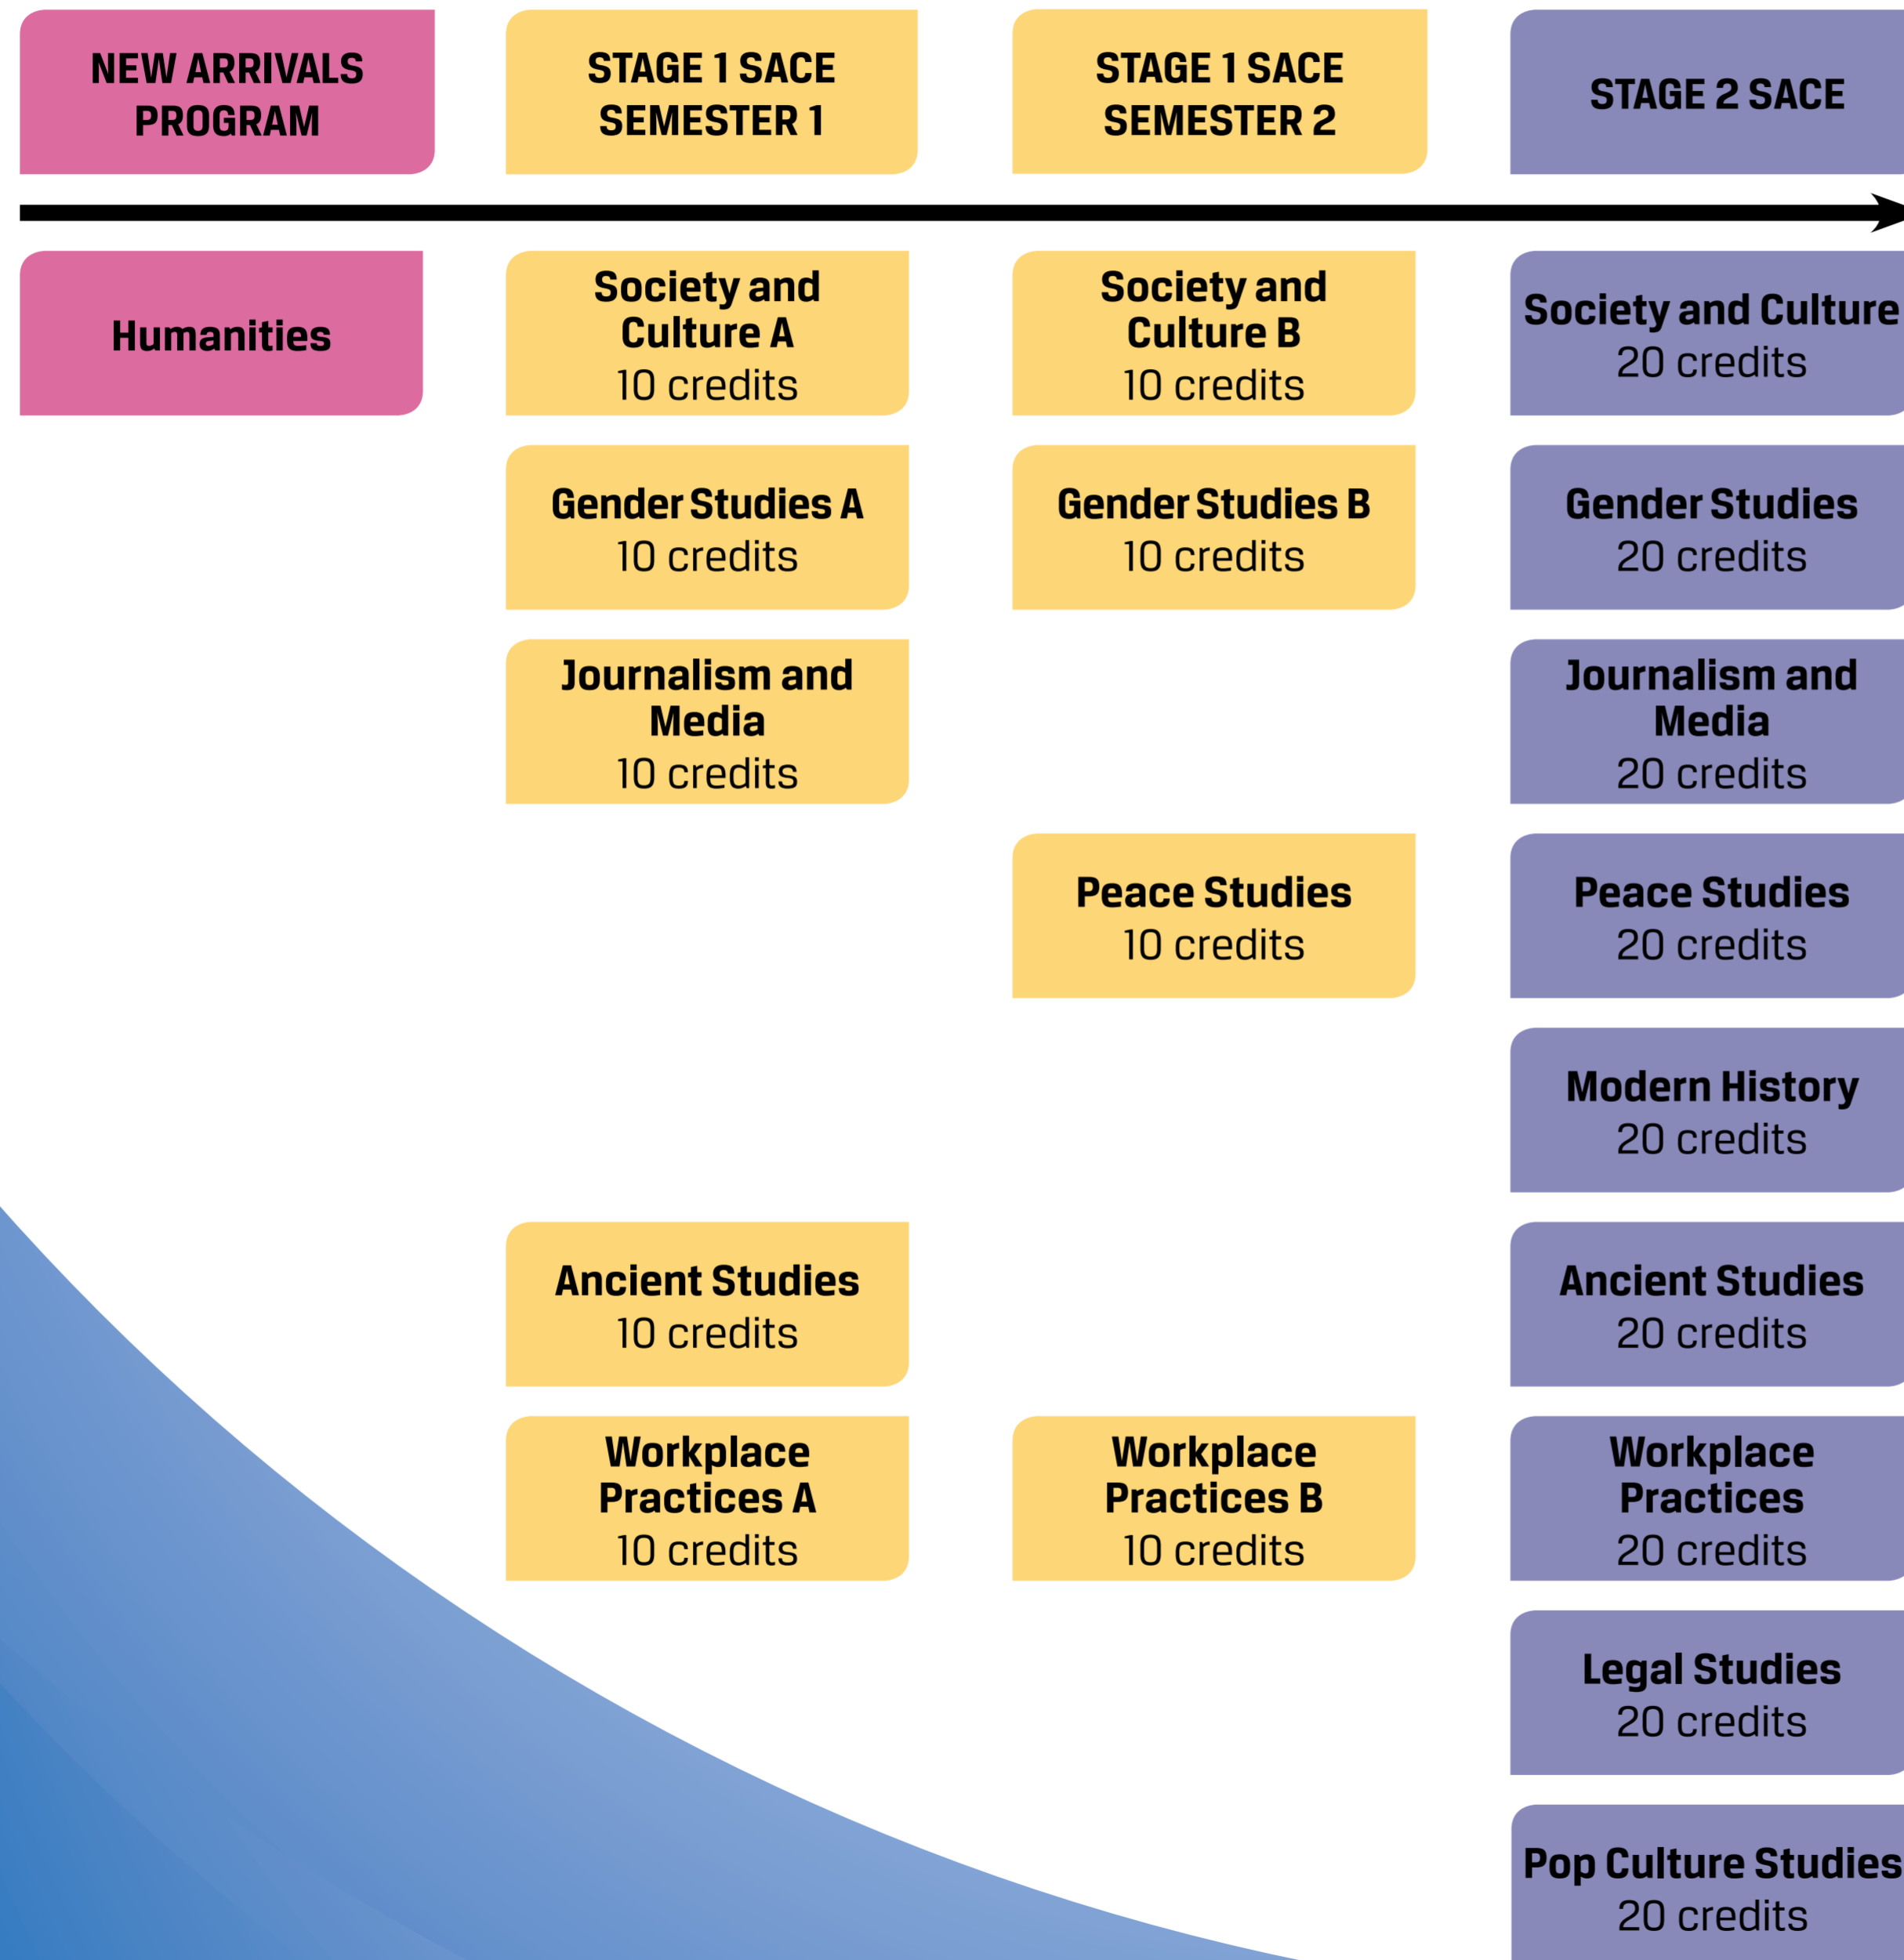 NEW ARRIVALS
PROGRAM
STAGE 1 SACE
SEMESTER 1
STAGE 1 SACE
SEMESTER 2
STAGE 2 SACE
Humanities
Society and
Culture A
10 credits
Society and
Culture B
10 credits
Society and Culture
20 credits
Gender Studies A
10 credits
Gender Studies B
10 credits
Gender Studies
20 credits
Journalism and
Media
10 credits
Journalism and
Media
20 credits
Peace Studies
10 credits
Peace Studies
20 credits
Modern History
20 credits
Ancient Studies
10 credits
Ancient Studies
20 credits
Workplace
Practices A
10 credits
Workplace
Practices B
10 credits
Workplace
Practices
20 credits
Legal Studies
20 credits
Pop Culture Studies
20 credits